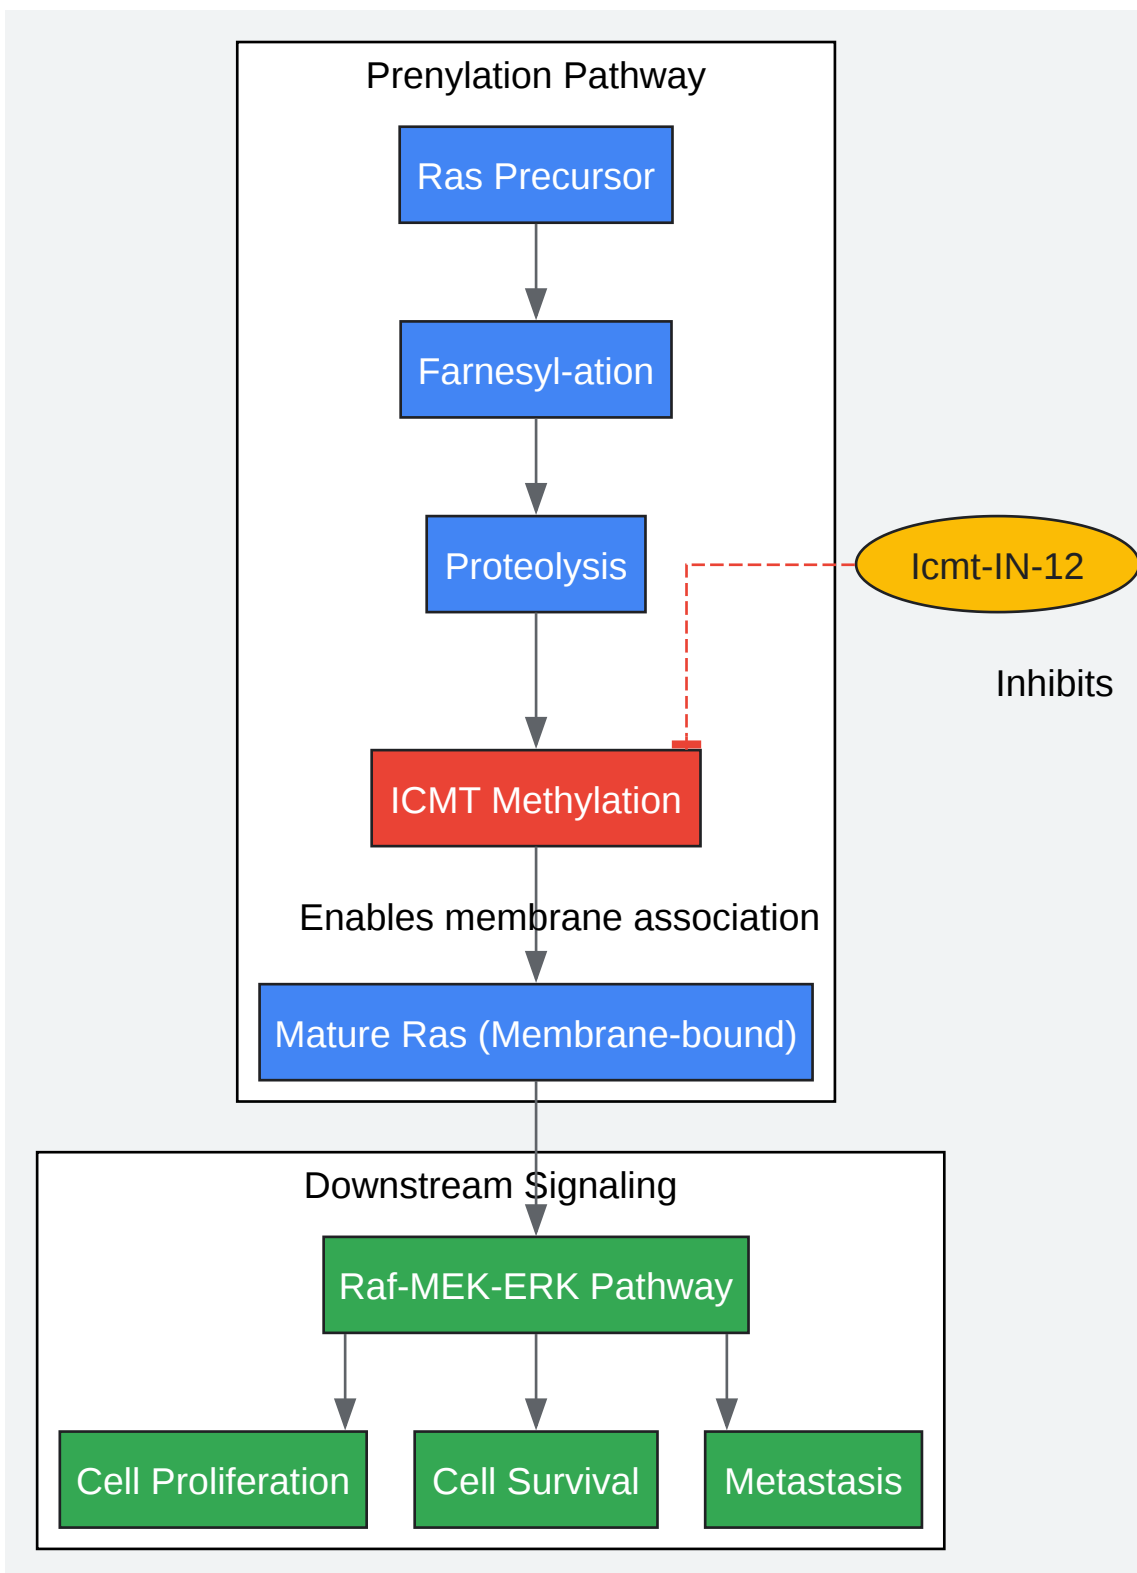 Prenylation Pathway
Ras Precursor
Farnesyl-ation
Proteolysis
Icmt-IN-12
Inhibits
ICMT Methylation
Enables membrane association
Mature Ras (Membrane-bound)
Downstream Signaling
Raf-MEK-ERK Pathway
Cell Proliferation
Cell Survival
Metastasis